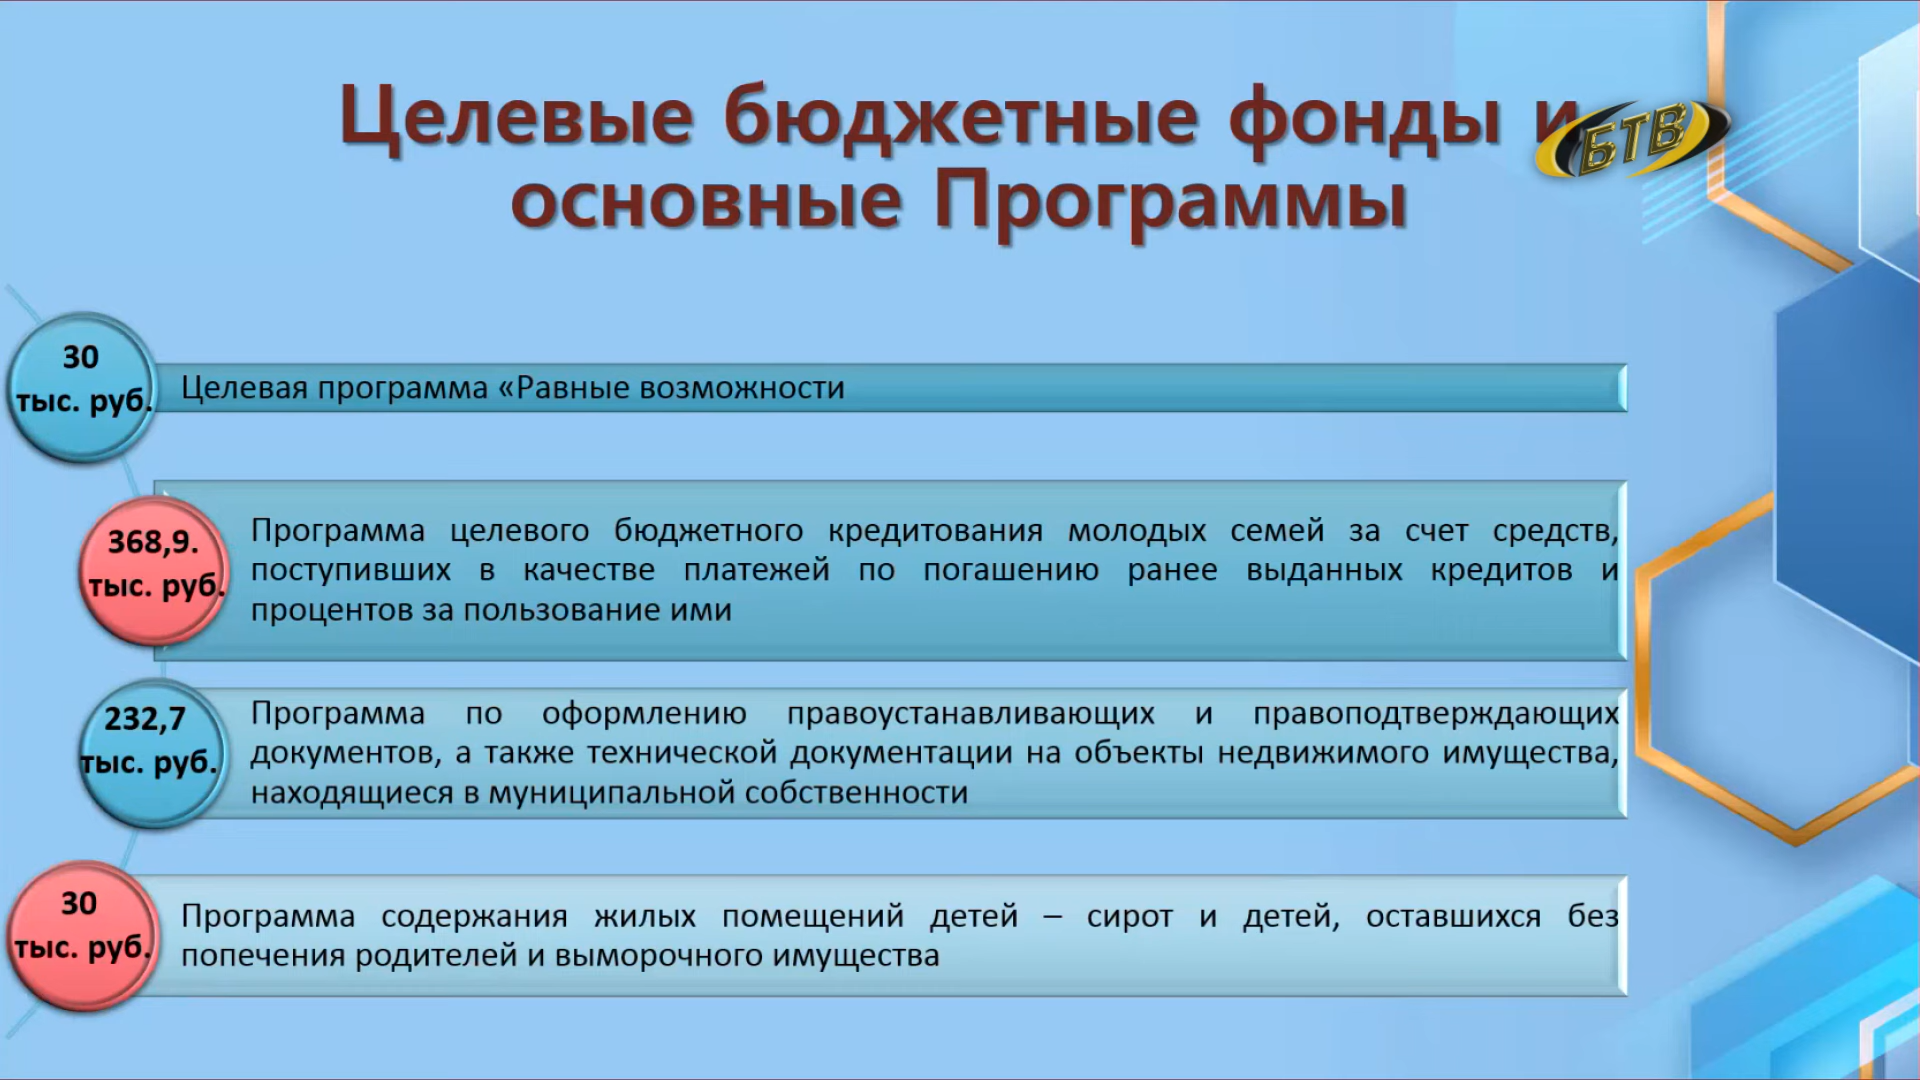 Целевые бюджетные фонды и
основные Программы
БТВ
30
тыс. руб.
Целевая программа «Равные возможности
368,9.
тыс. руб.
Программа целевого бюджетного кредитования молодых семей за счет средств,
поступивших в качестве платежей по погашению ранее выданных кредитов и
процентов за пользование ими
232,7
тыс. руб.
Программа по оформлению правоустанавливающих и правоподтверждающих
документов, а также технической документации на объекты недвижимого имущества,
находящиеся в муниципальной собственности
30
тыс. руб.
Программа содержания жилых помещений детей – сирот и детей, оставшихся без
попечения родителей и выморочного имущества